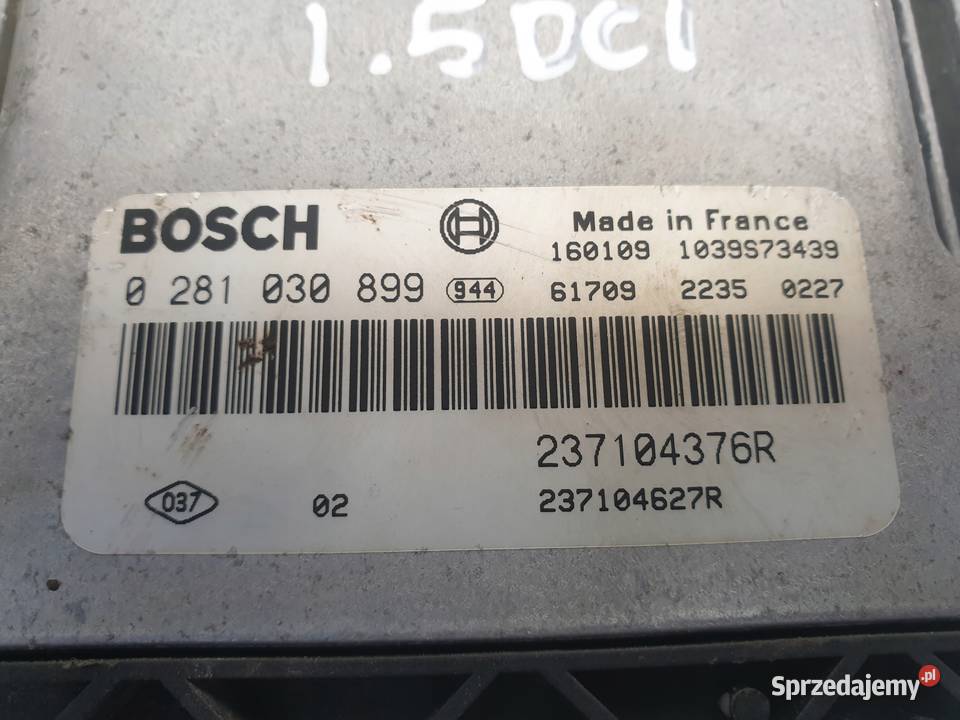 1.5DCI
BOSCH
Made in France
160109 1039S73439
0 281 030 899 944 61709 2235 0227
237104376R
037 02 237104627R
Sprzedajemy.pl